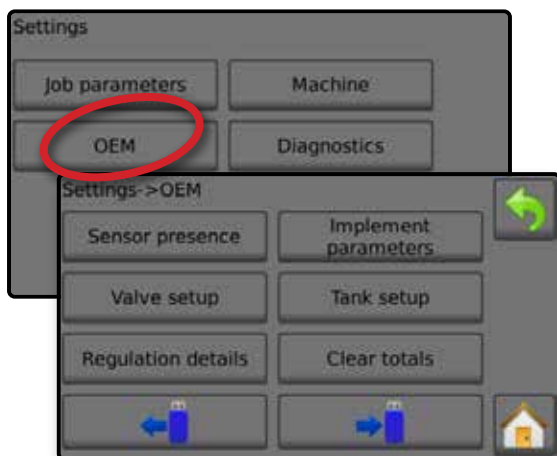 Settings
Job parameters
Machine
OEM
Diagnostics
Settings->OEM
Sensor presence
Implement
parameters
Valve setup
Tank setup
Regulation details
Clear totals